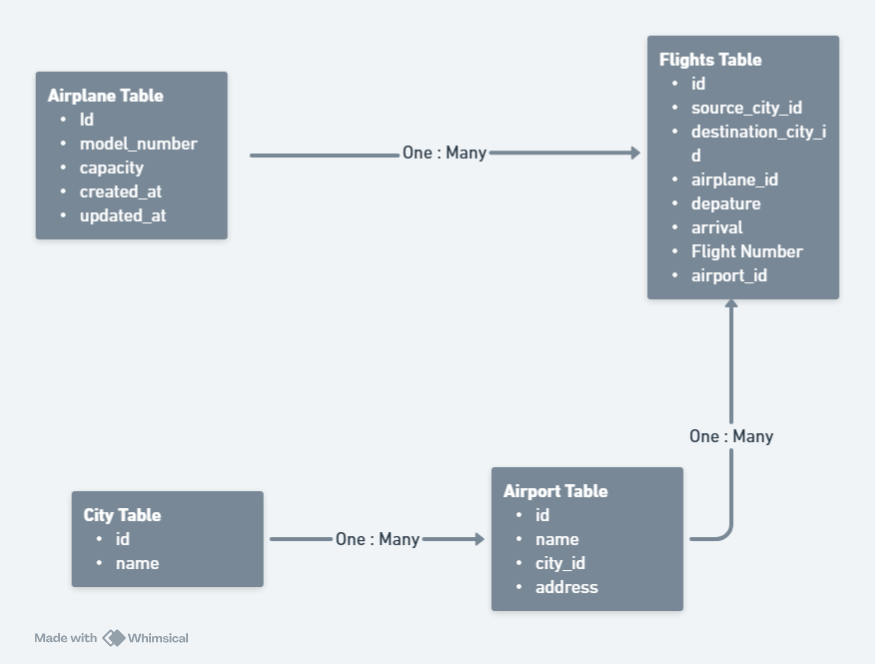 Airplane Table
• Id
• model_number
• capacity
• created_at
• updated_at
One : Many
Flights Table
• id
• source_city_id
• destination_city_i
d
• airplane_id
• depature
• arrival
• Flight Number
• airport_id
One : Many
City Table
• id
• name
One : Many
Airport Table
• id
• name
• city_id
• address
Made with Whimsical